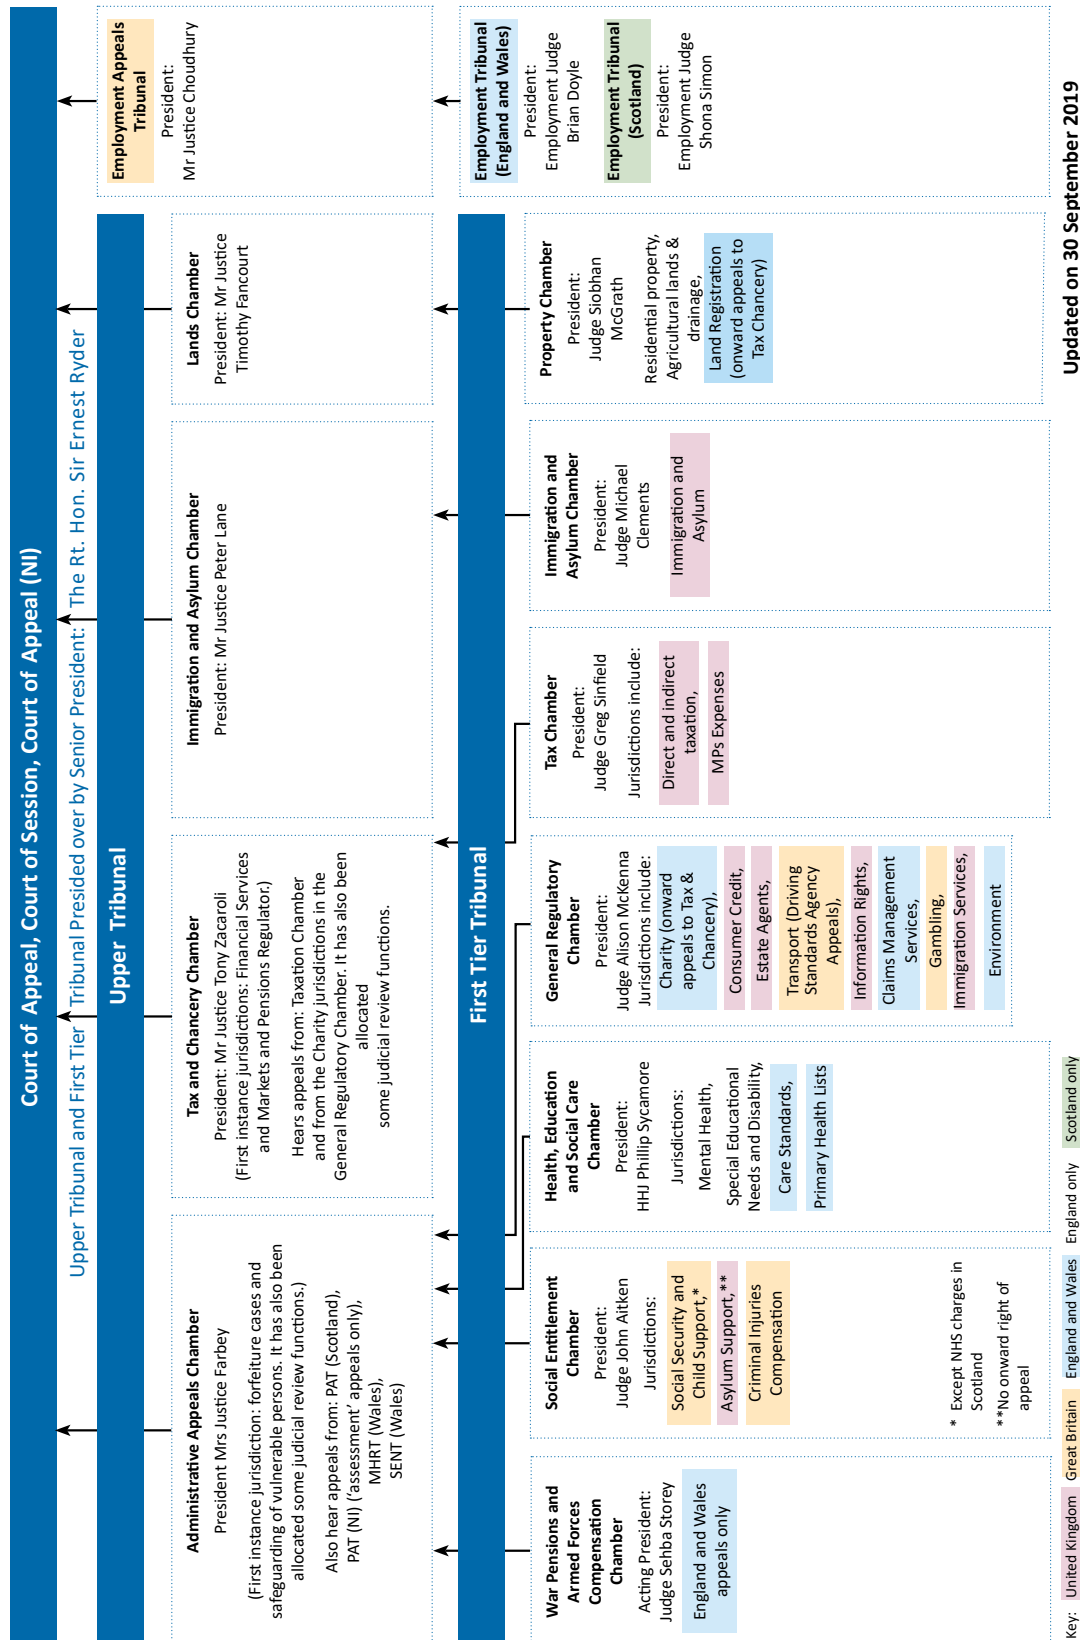 Court of Appeal, Court of Session, Court of Appeal (NI)
Upper Tribunal and First Tier Tribunal Presided over by Senior President: The Rt. Hon. Sir Ernest Ryder
Upper Tribunal
Administrative Appeals Chamber
President Mrs Justice Farbey
(First instance jurisdiction: forfeiture cases and
safeguarding of vulnerable persons. It has also been
allocated some judicial review functions.)
Also hear appeals from: PAT (Scotland),
PAT (NI) (‘assessment’ appeals only),
MHRT (Wales),
SENT (Wales)
Tax and Chancery Chamber
President: Mr Justice Tony Zacaroli
(First instance jurisdictions: Financial Services
and Markets and Pensions Regulator.)
Hears appeals from: Taxation Chamber
and from the Charity jurisdictions in the
General Regulatory Chamber. It has also been
allocated
some judicial review functions.
Immigration and Asylum Chamber
President: Mr Justice Peter Lane
Lands Chamber
President: Mr Justice
Timothy Fancourt
Employment Appeals
Tribunal
President:
Mr Justice Choudhury
First Tier Tribunal
War Pensions and
Armed Forces
Compensation
Chamber
Acting President:
Judge Sehba Storey
England and Wales
appeals only
Social Entitlement
Chamber
President:
Judge John Aitken
Jurisdictions:
Social Security and
Child Support,*
Asylum Support,**
Criminal Injuries
Compensation
* Except NHS charges in
Scotland
**No onward right of
appeal
Health, Education
and Social Care
Chamber
President:
HHJ Phillip Sycamore
Jurisdictions:
Mental Health,
Special Educational
Needs and Disability,
Care Standards,
Primary Health Lists
General Regulatory
Chamber
President:
Judge Alison McKenna
Jurisdictions include:
Charity (onward
appeals to Tax &
Chancery),
Consumer Credit,
Estate Agents,
Transport (Driving
Standards Agency
Appeals),
Information Rights,
Claims Management
Services,
Gambling,
Immigration Services,
Environment
Tax Chamber
President:
Judge Greg Sinfield
Jurisdictions include:
Direct and indirect
taxation,
MPs Expenses
Immigration and
Asylum Chamber
President:
Judge Michael
Clements
Immigration and
Asylum
Property Chamber
President:
Judge Siobhan
McGrath
Residential property,
Agricultural lands &
drainage,
Land Registration
(onward appeals to
Tax Chancery)
Employment Tribunal
(England and Wales)
President:
Employment Judge
Brian Doyle
Employment Tribunal
(Scotland)
President:
Employment Judge
Shona Simon
Key: United Kingdom Great Britain England and Wales England only Scotland only
Updated on 30 September 2019